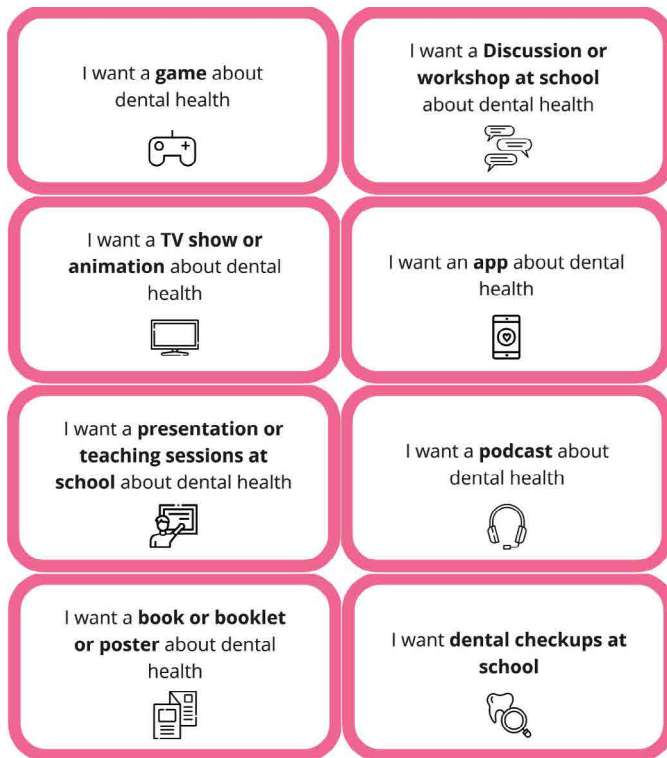 I want a game about
dental health
I want a Discussion or
workshop at school
about dental health
I want a TV show or
animation about dental
health
I want an app about dental
health
I want a presentation or
teaching sessions at
school about dental health
I want a podcast about
dental health
I want a book or booklet
or poster about dental
health
I want dental checkups at
school